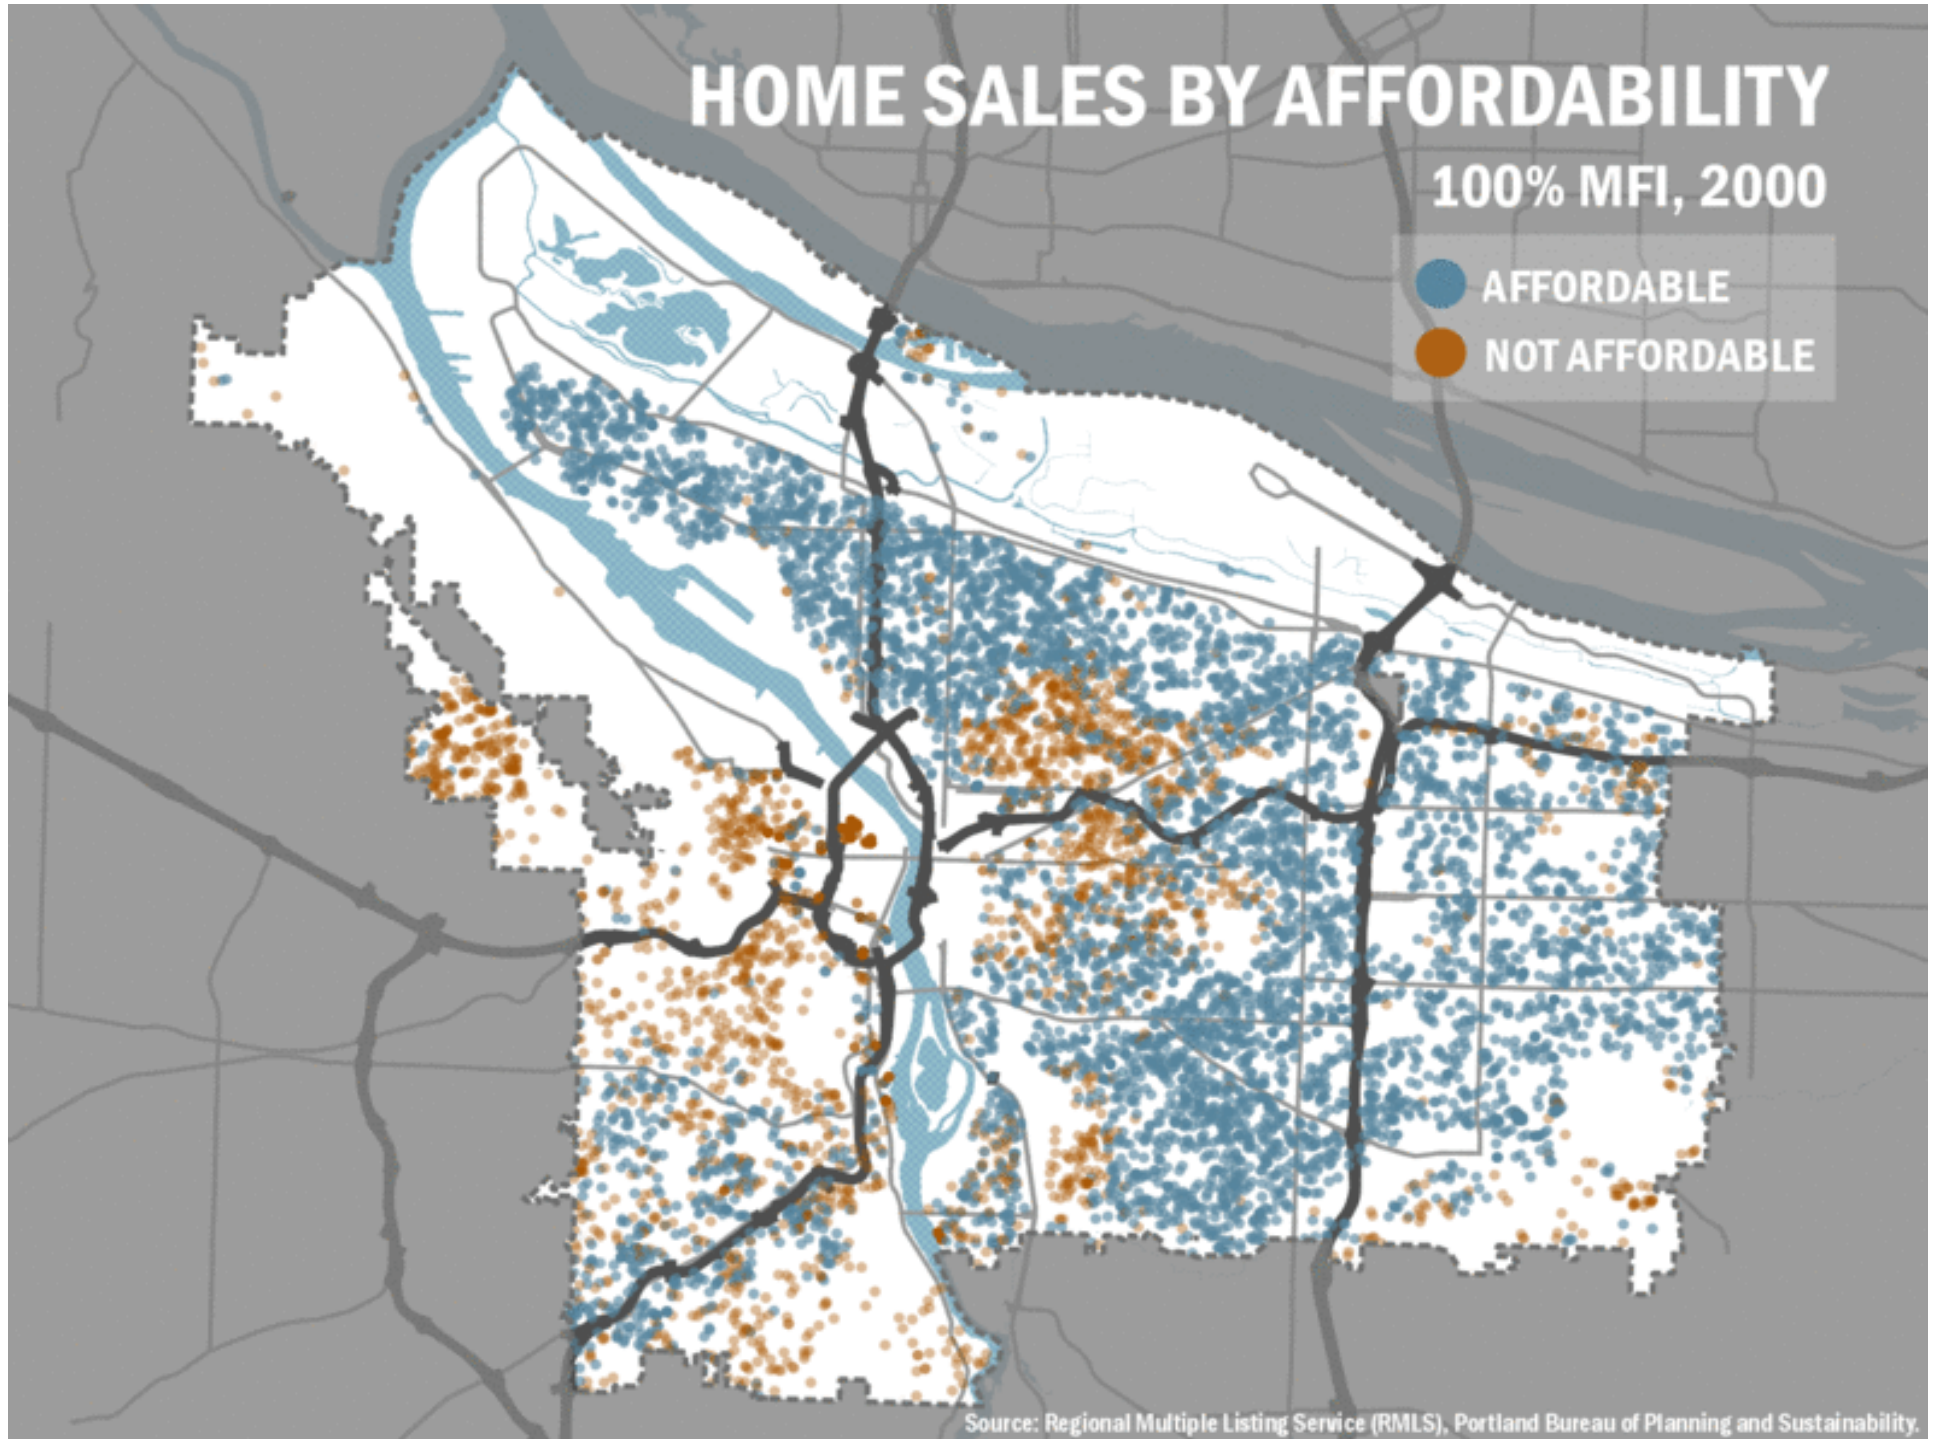 HOME SALES BY AFFORDABILITY
100% MFI, 2000
AFFORDABLE
NOT AFFORDABLE
Source: Regional Multiple Listing Service (RMLS), Portland Bureau of Planning and Sustainability.